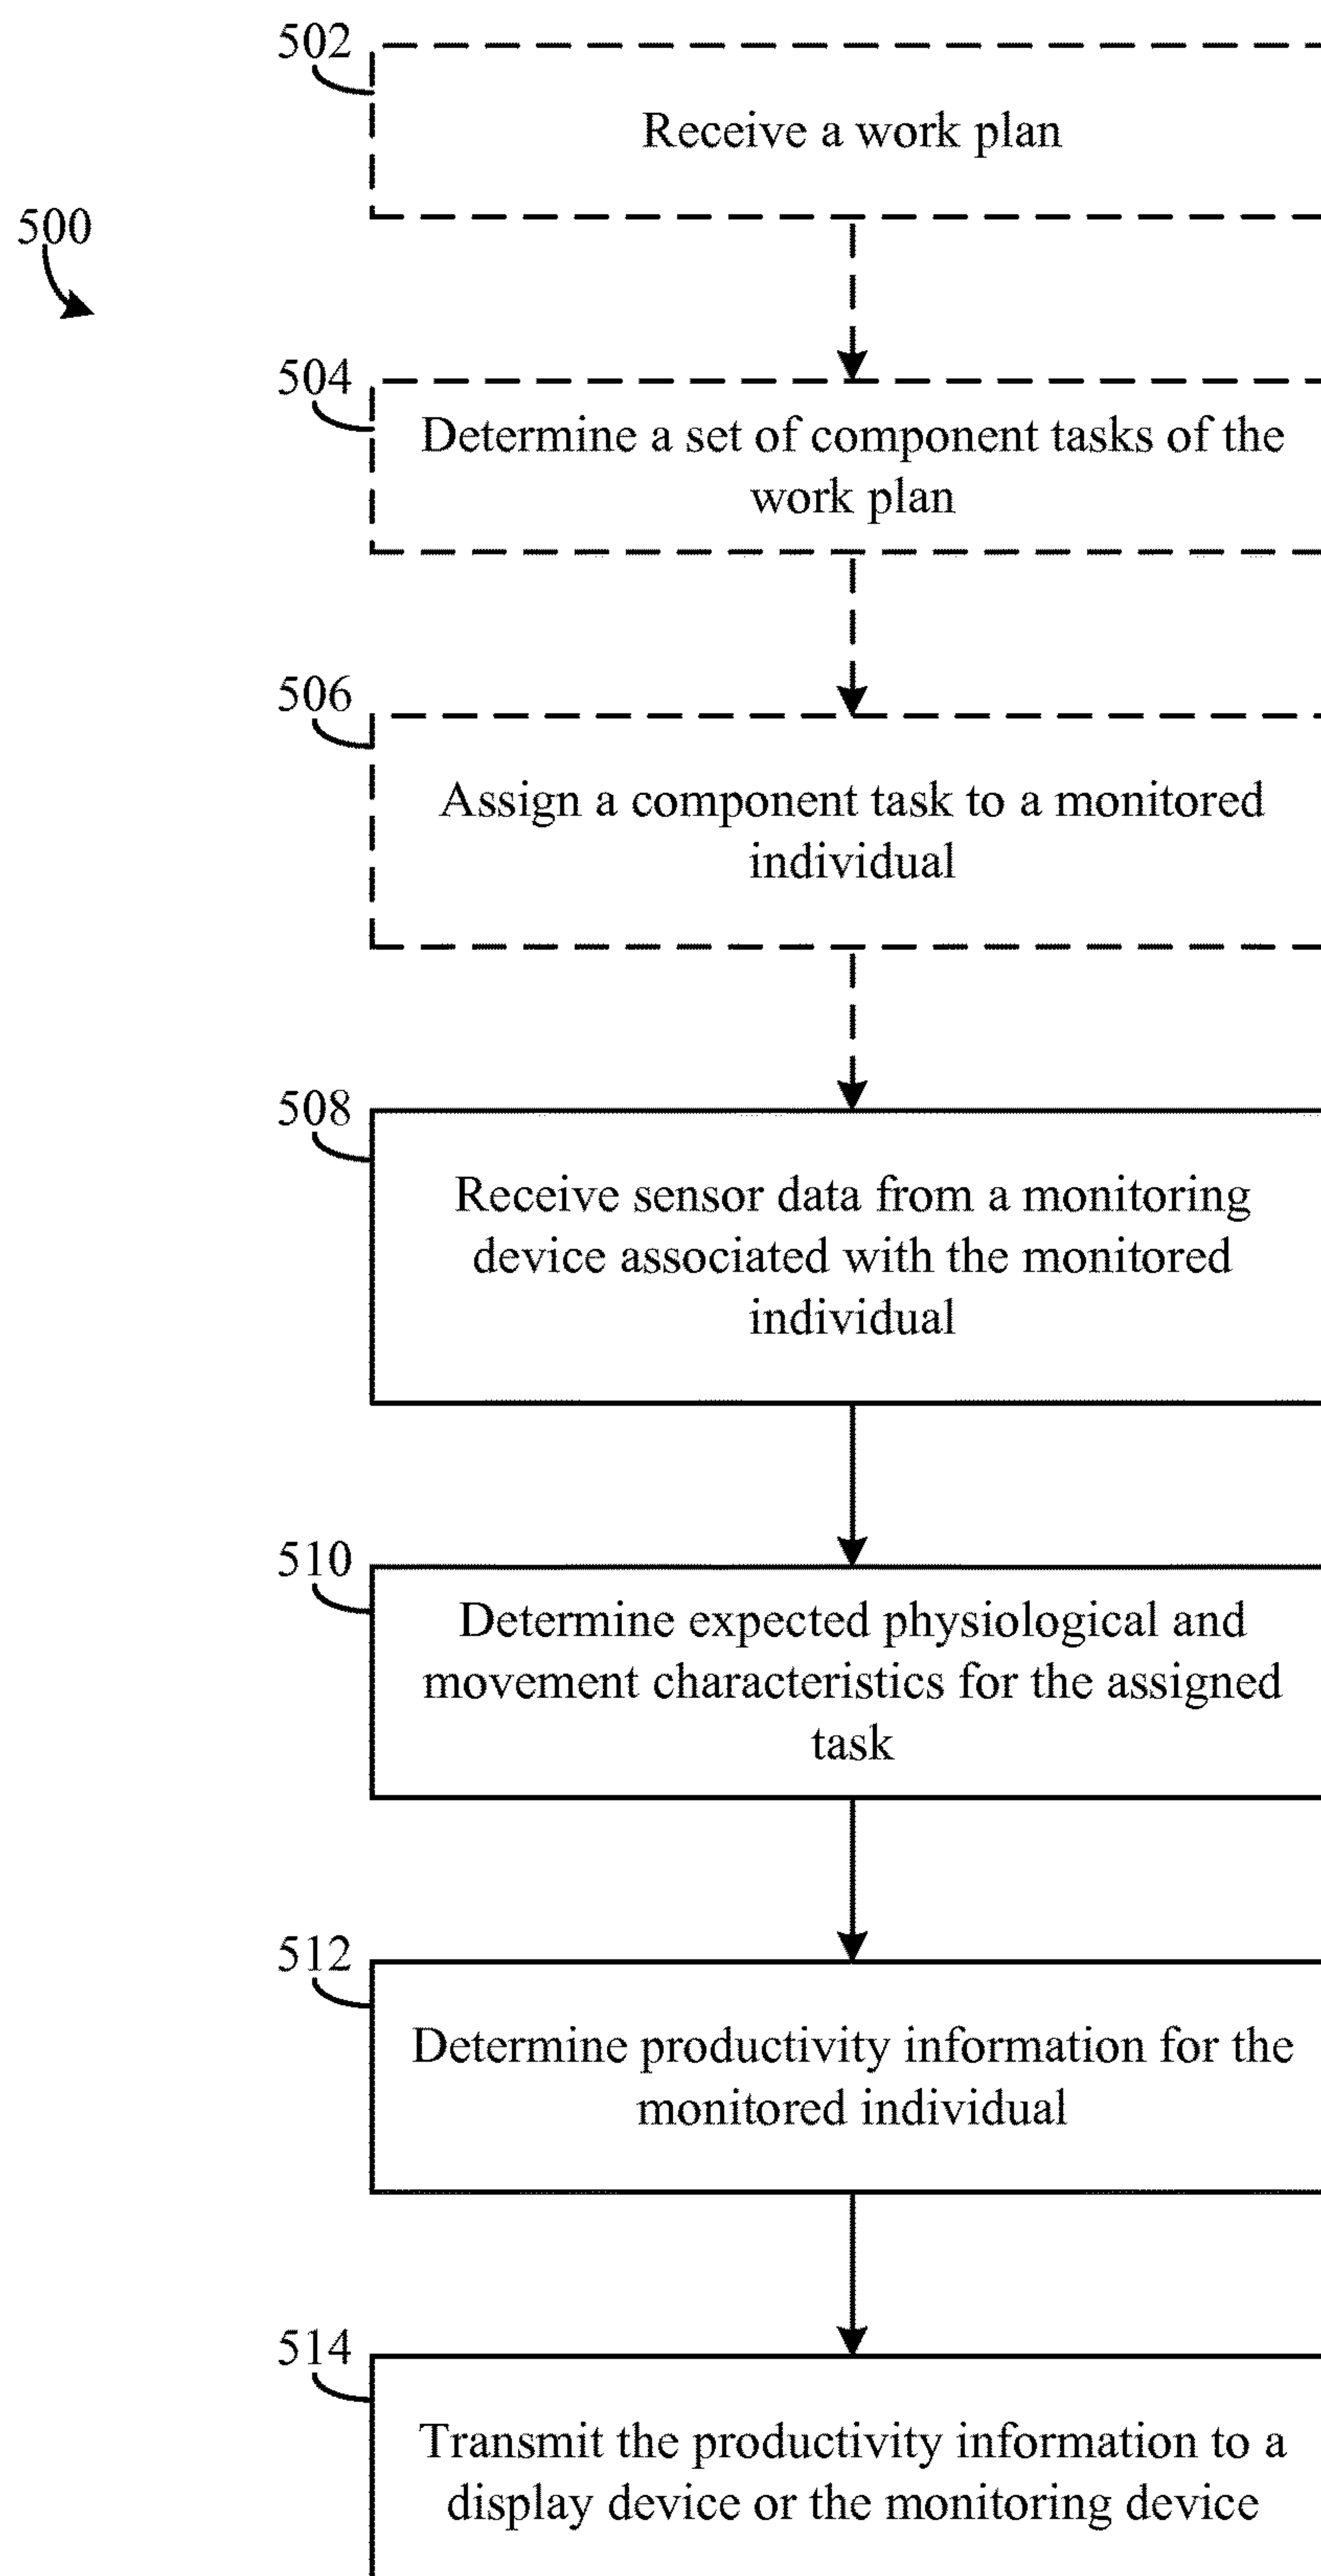 502
Receive a work plan
500
504
Determine a set of component tasks of the
work plan
506
Assign a component task to a monitored
individual
508
Receive sensor data from a monitoring
device associated with the monitored
individual
510
Determine expected physiological and
movement characteristics for the assigned
task
512
Determine productivity information for the
monitored individual
514
Transmit the productivity information to a
display device or the monitoring device